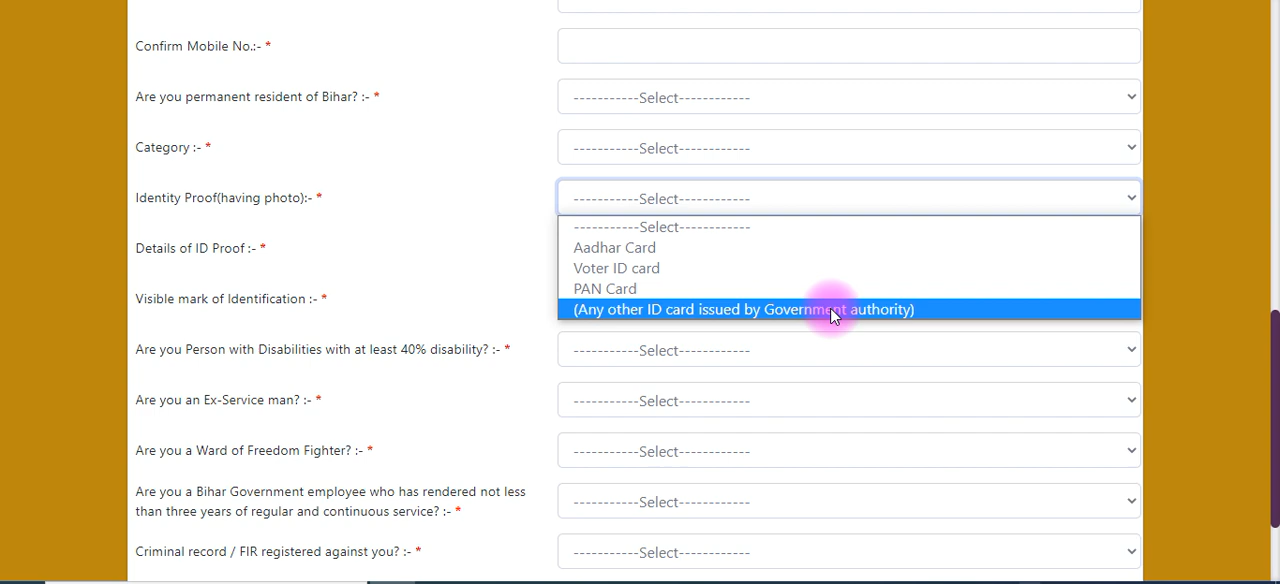 Confirm Mobile No.:- *
Are you permanent resident of Bihar? :- *
-----------Select------------
Category :- *
-----------Select------------
Identity Proof(having photo):- *
-----------Select------------
-----------Select------------
Aadhar Card
Details of ID Proof :- *
Voter ID card
PAN Card
Visible mark of Identification :- *
(Any other ID card issued by Government authority)
Are you Person with Disabilities with at least 40% disability? :- *
-----------Select------------
Are you an Ex-Service man? :- *
-----------Select------------
Are you a Ward of Freedom Fighter? :- *
-----------Select------------
Are you a Bihar Government employee who has rendered not less
than three years of regular and continuous service? :- *
-----------Select------------
Criminal record / FIR registered against you? :- *
-----------Select------------